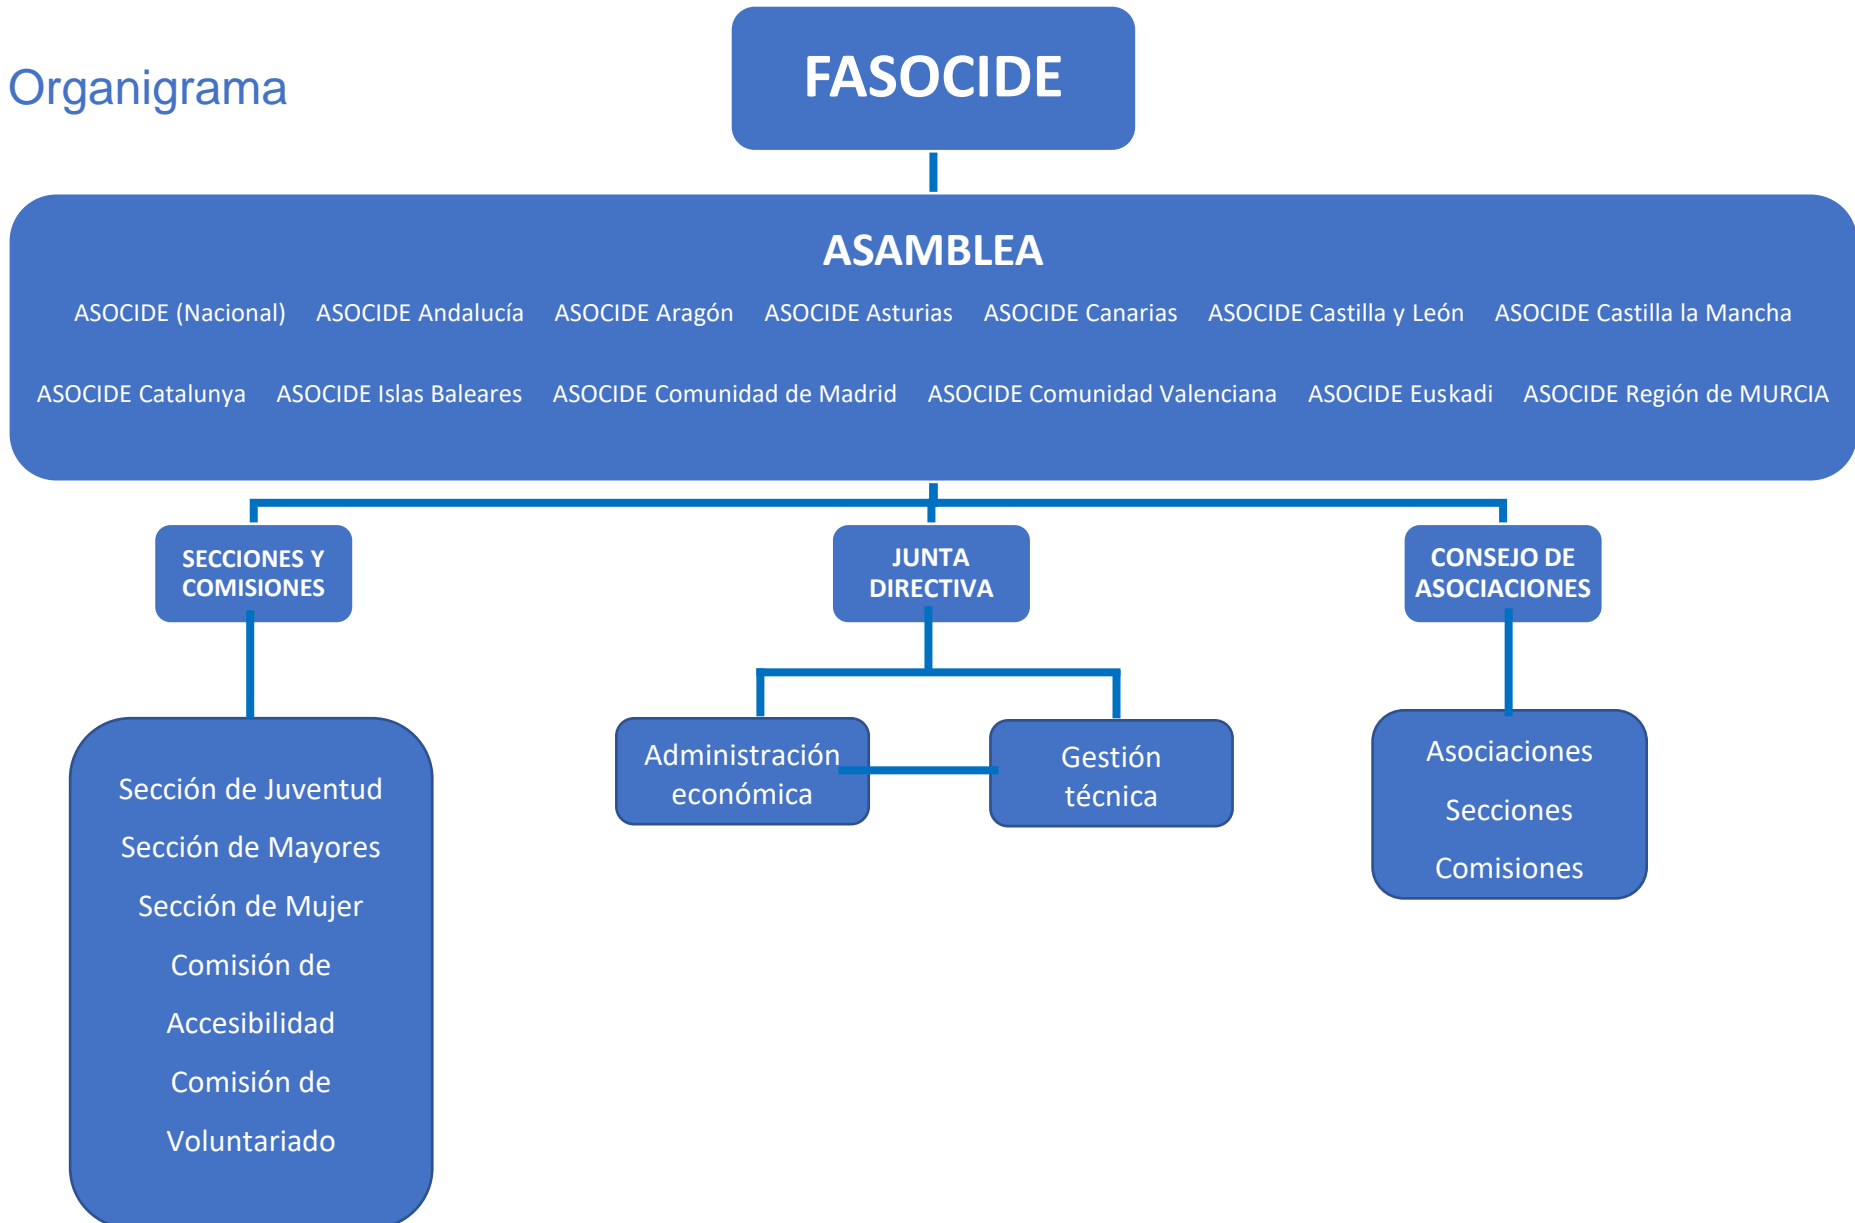 Organigrama
FASOCIDE
ASAMBLEA
ASOCIDE (Nacional) ASOCIDE Andalucía ASOCIDE Aragón ASOCIDE Asturias ASOCIDE Canarias ASOCIDE Castilla y León ASOCIDE Castilla la Mancha
ASOCIDE Catalunya ASOCIDE Islas Baleares ASOCIDE Comunidad de Madrid ASOCIDE Comunidad Valenciana ASOCIDE Euskadi ASOCIDE Región de MURCIA
SECCIONES Y
COMISIONES
JUNTA
DIRECTIVA
CONSEJO DE
ASOCIACIONES
Sección de Juventud
Sección de Mayores
Sección de Mujer
Comisión de
Accesibilidad
Comisión de
Voluntariado
Administración
económica
Gestión
técnica
Asociaciones
Secciones
Comisiones